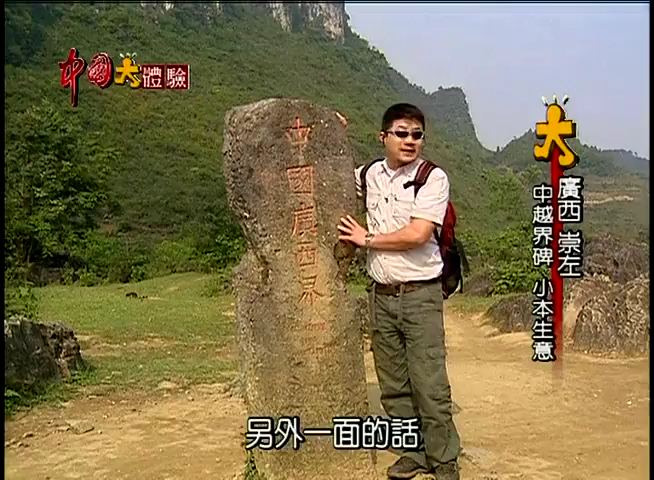 中國大體驗
大
廣西 崇左
中越界碑 小本生意
中國廣西界
另外一面的話